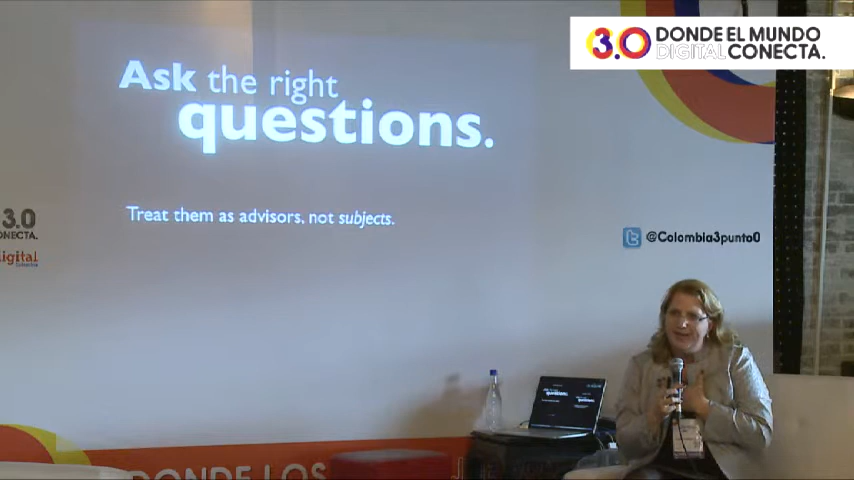 3.0 DONDE EL MUNDO
DIGITAL CONECTA.
Ask the right
questions.
Treat them as advisors, not subjects.
3.0
CONECTA.
digital
@Colombia3punto0
questions.
DONDE LOS